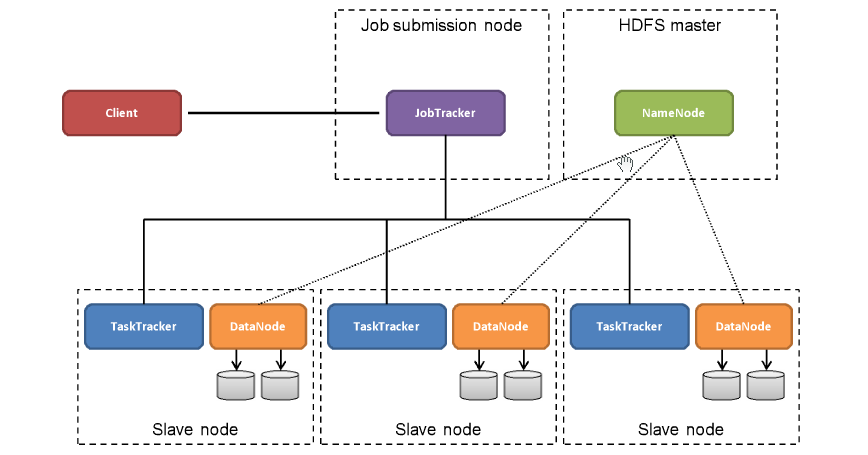 Job submission node
HDFS master
Client
JobTracker
NameNode
TaskTracker
DataNode
TaskTracker
DataNode
TaskTracker
DataNode
Slave node
Slave node
Slave node